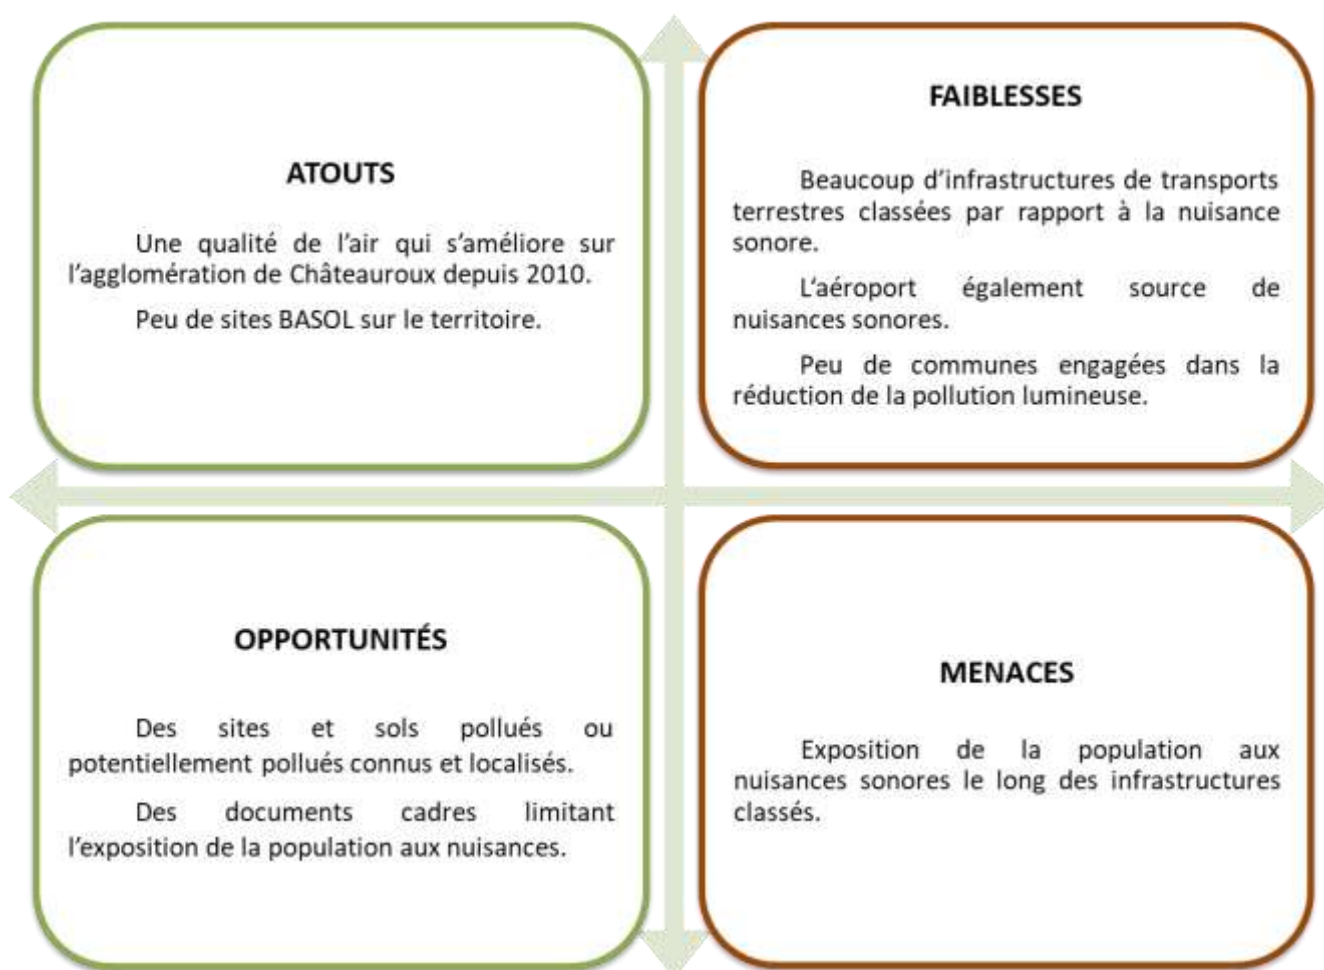 ATOUTS
Une qualité de l’air qui s’améliore sur
l’agglomération de Châteauroux depuis 2010.
Peu de sites BASOL sur le territoire.
FAIBLESSES
Beaucoup d’infrastructures de transports
terrestres classées par rapport à la nuisance
sonore.
L’aéroport également source de
nuisances sonores.
Peu de communes engagées dans la
réduction de la pollution lumineuse.
OPPORTUNITÉS
Des sites et sols pollués ou
potentiellement pollués connus et localisés.
Des documents cadres limitant
l’exposition de la population aux nuisances.
MENACES
Exposition de la population aux
nuisances sonores le long des infrastructures
classés.